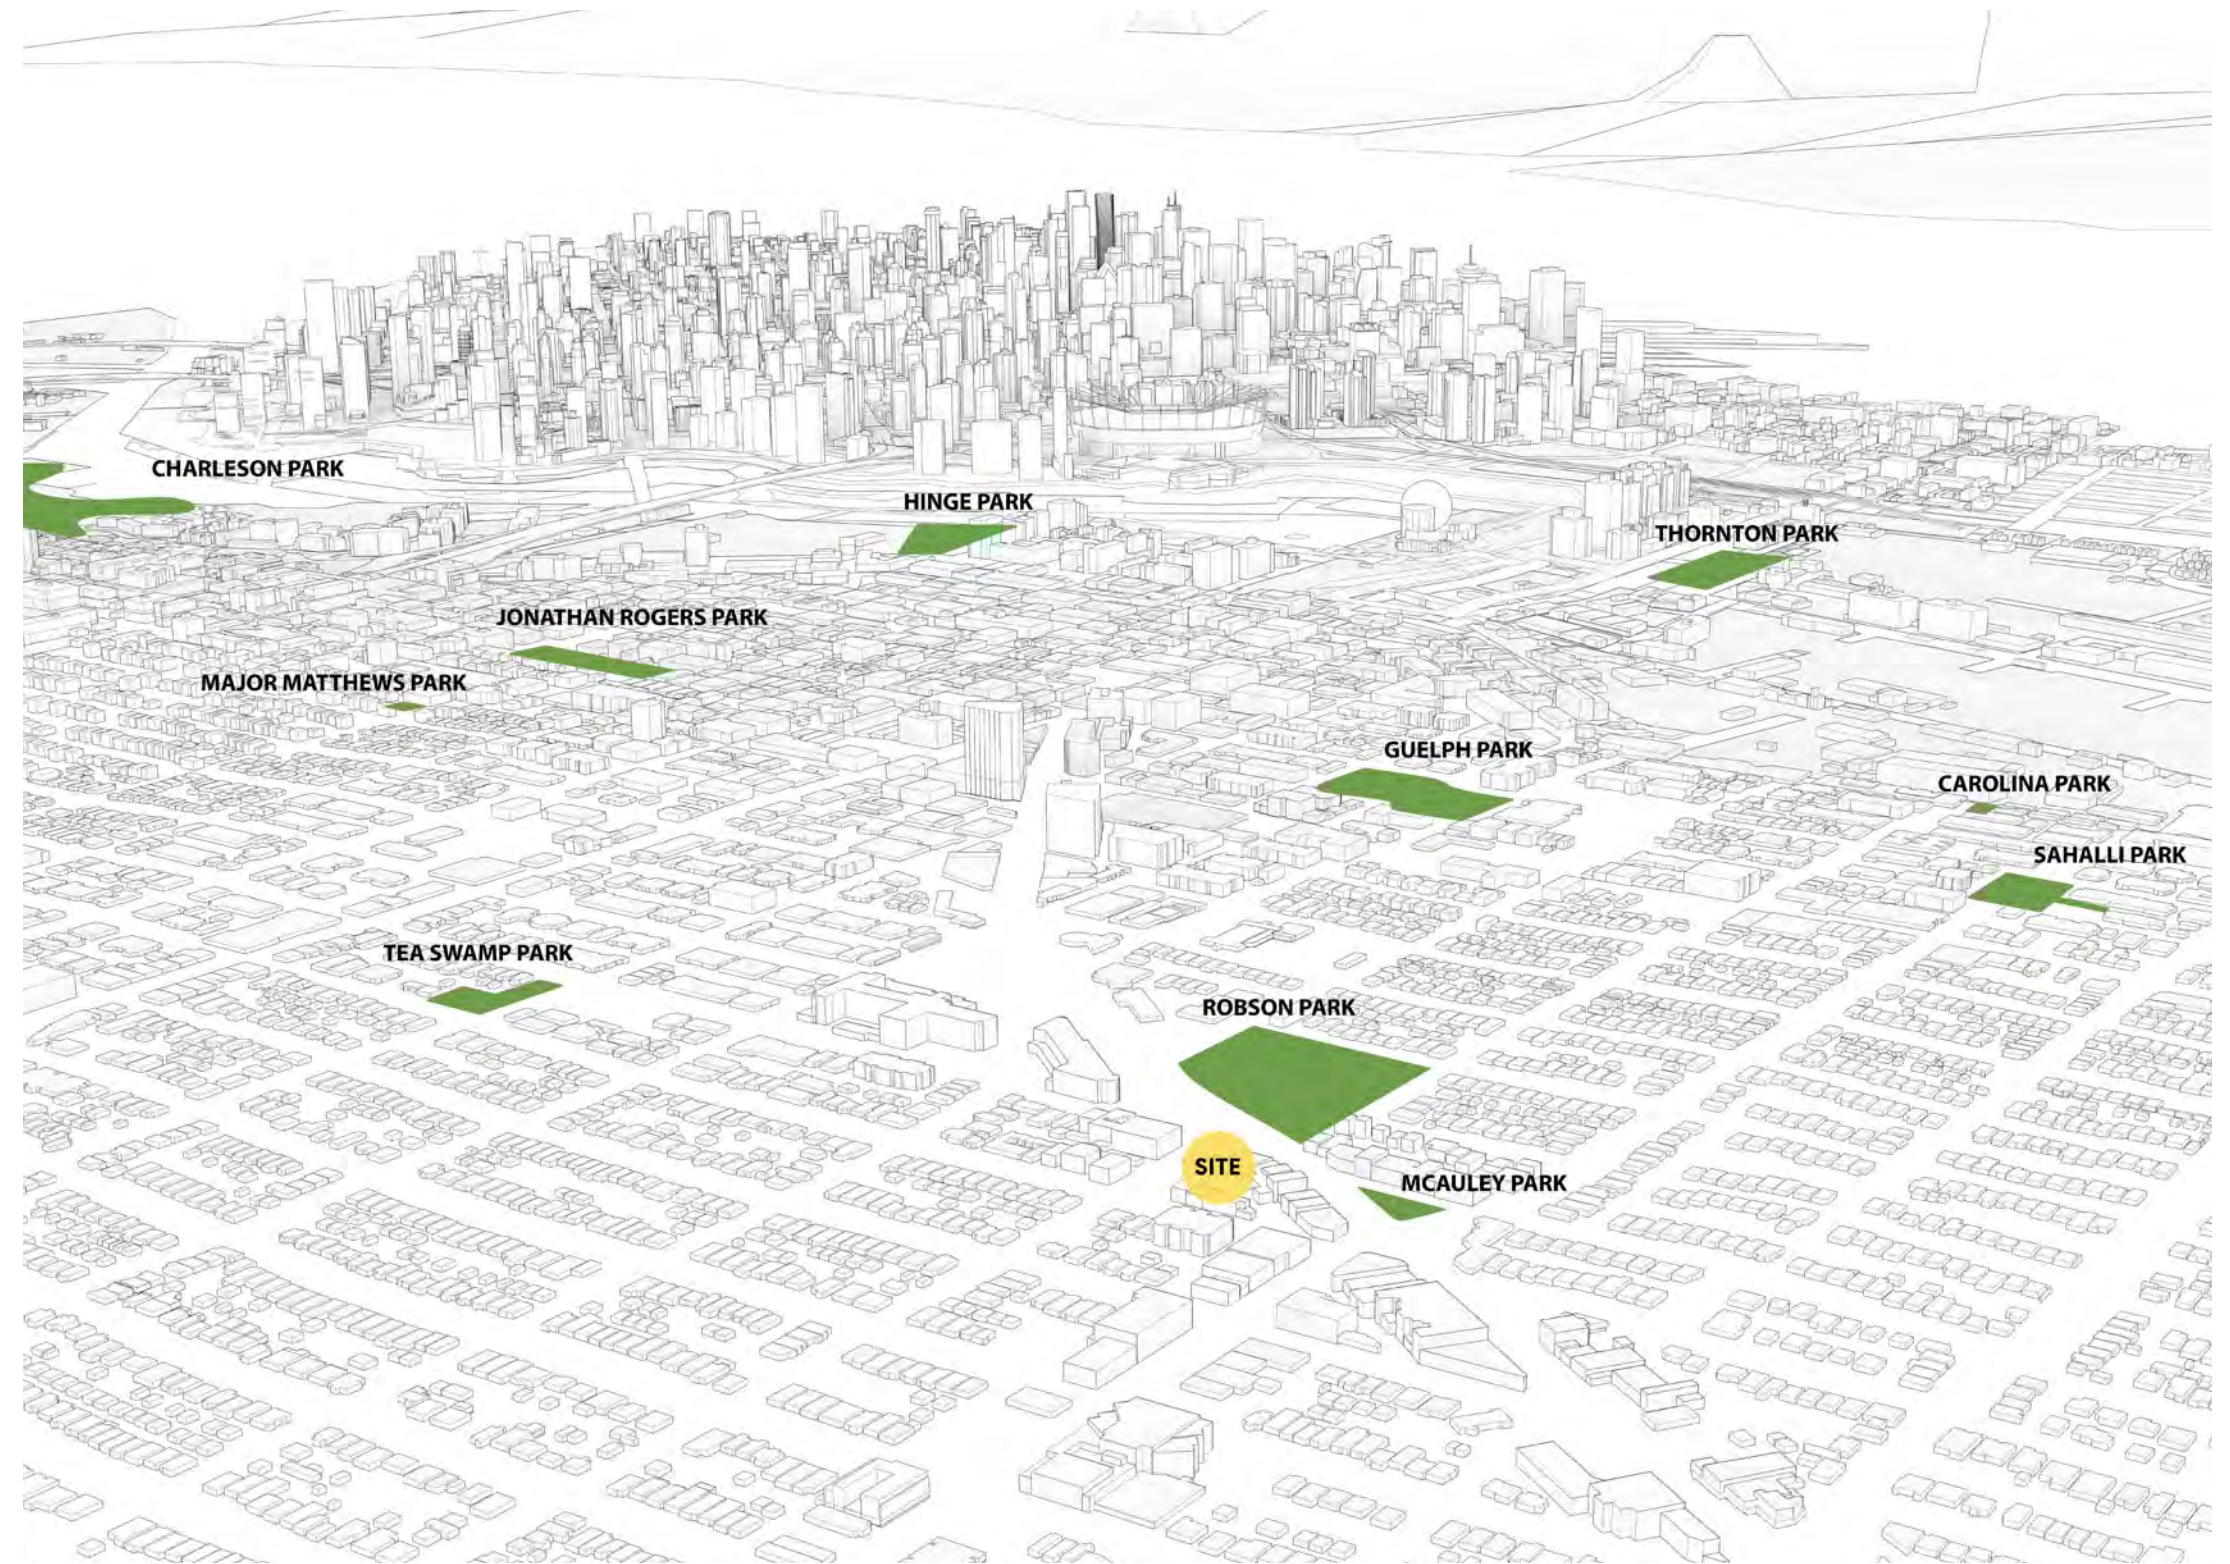 CHARLESON PARK
HINGE PARK
THORNTON PARK
JONATHAN ROGERS PARK
MAJOR MATTHEWS PARK
GUELPH PARK
CAROLINA PARK
SAHALLI PARK
TEA SWAMP PARK
ROBSON PARK
SITE
MCAULEY PARK